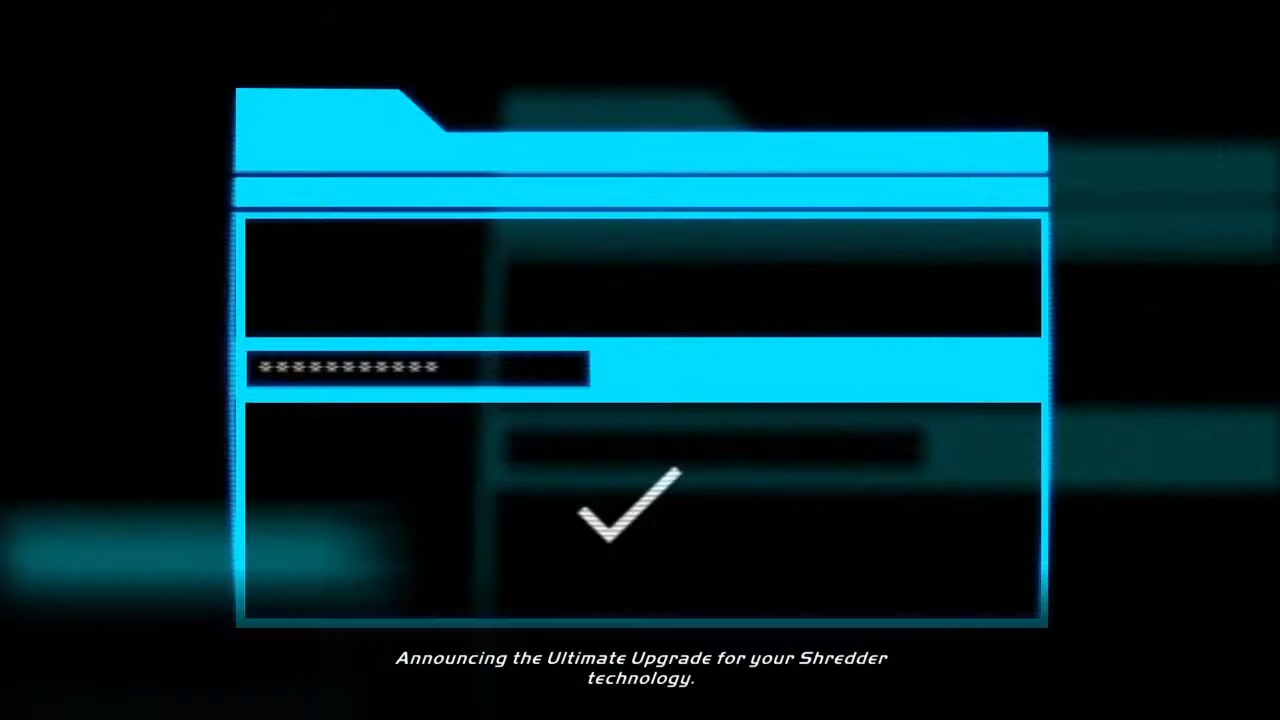 ***********
Announcing the Ultimate Upgrade for your Shredder
technology.